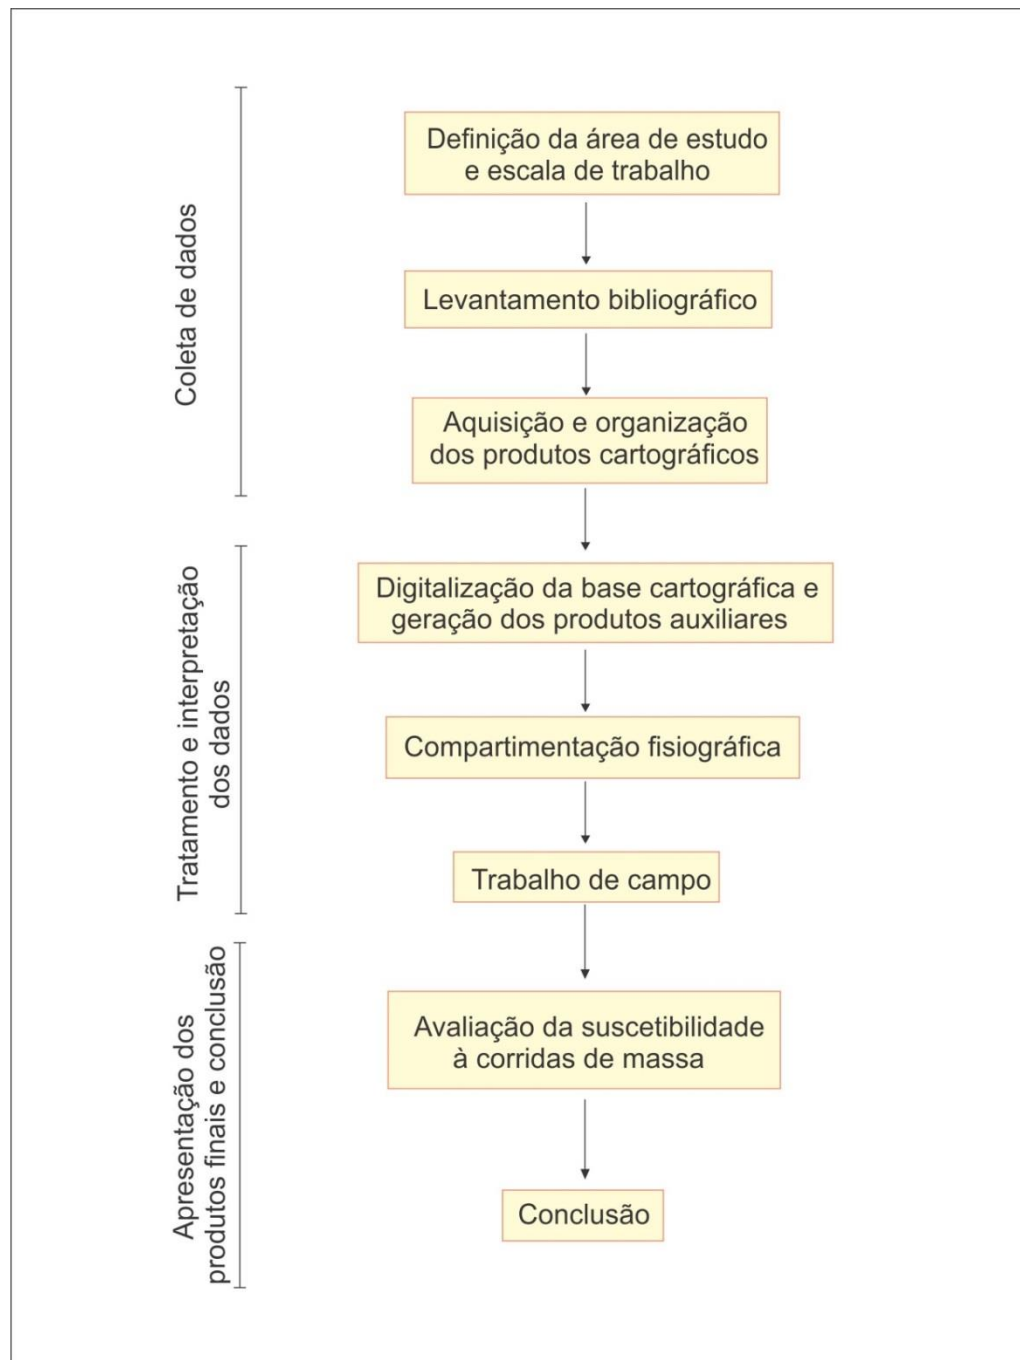 Coleta de dados
Definição da área de estudo
e escala de trabalho
Levantamento bibliográfico
Aquisição e organização
dos produtos cartográficos
Tratamento e interpretação
dos dados
Digitalização da base cartográfica e
geração dos produtos auxiliares
Compartimentação fisiográfica
Trabalho de campo
Apresentação dos
produtos finais e conclusão
Avaliação da suscetibilidade
à corridas de massa
Conclusão